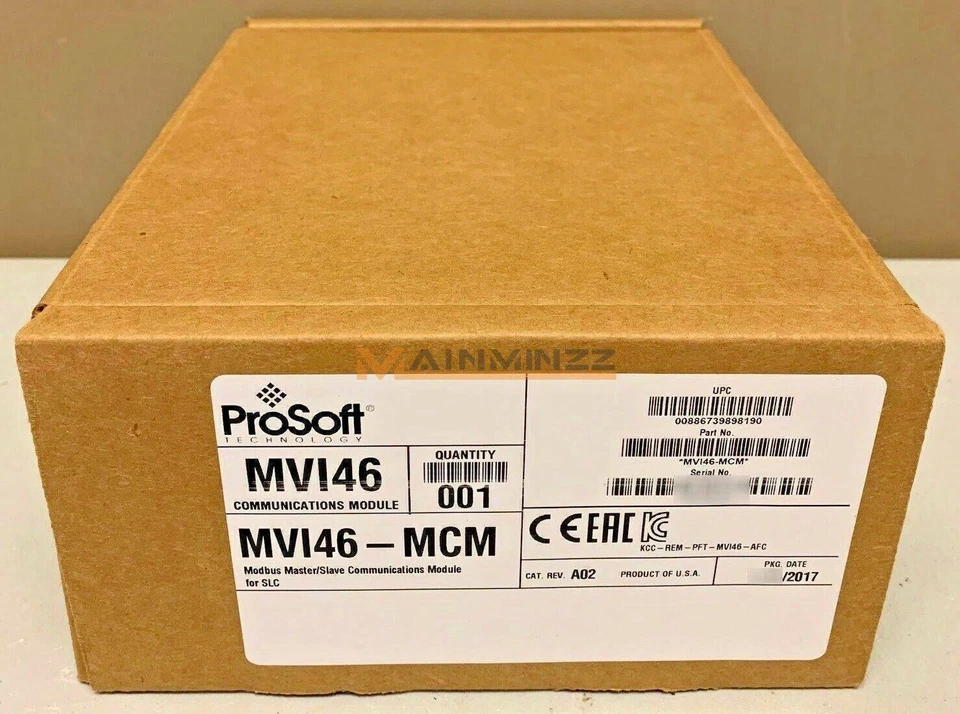 MAINMINZZ
ProSoft®
TECHNOLOGY
MVI46
COMMUNICATIONS MODULE
QUANTITY
001
MVI46 – MCM
Modbus Master/Slave Communications Module
for SLC
UPC
00886739898190
Part No.
*MVI46-MCM*
Serial No.
CE EAC KC
KCC – REM – PFT – MVI46 – AFC
CAT. REV. A02
PRODUCT OF U.S.A.
PKG. DATE
/2017